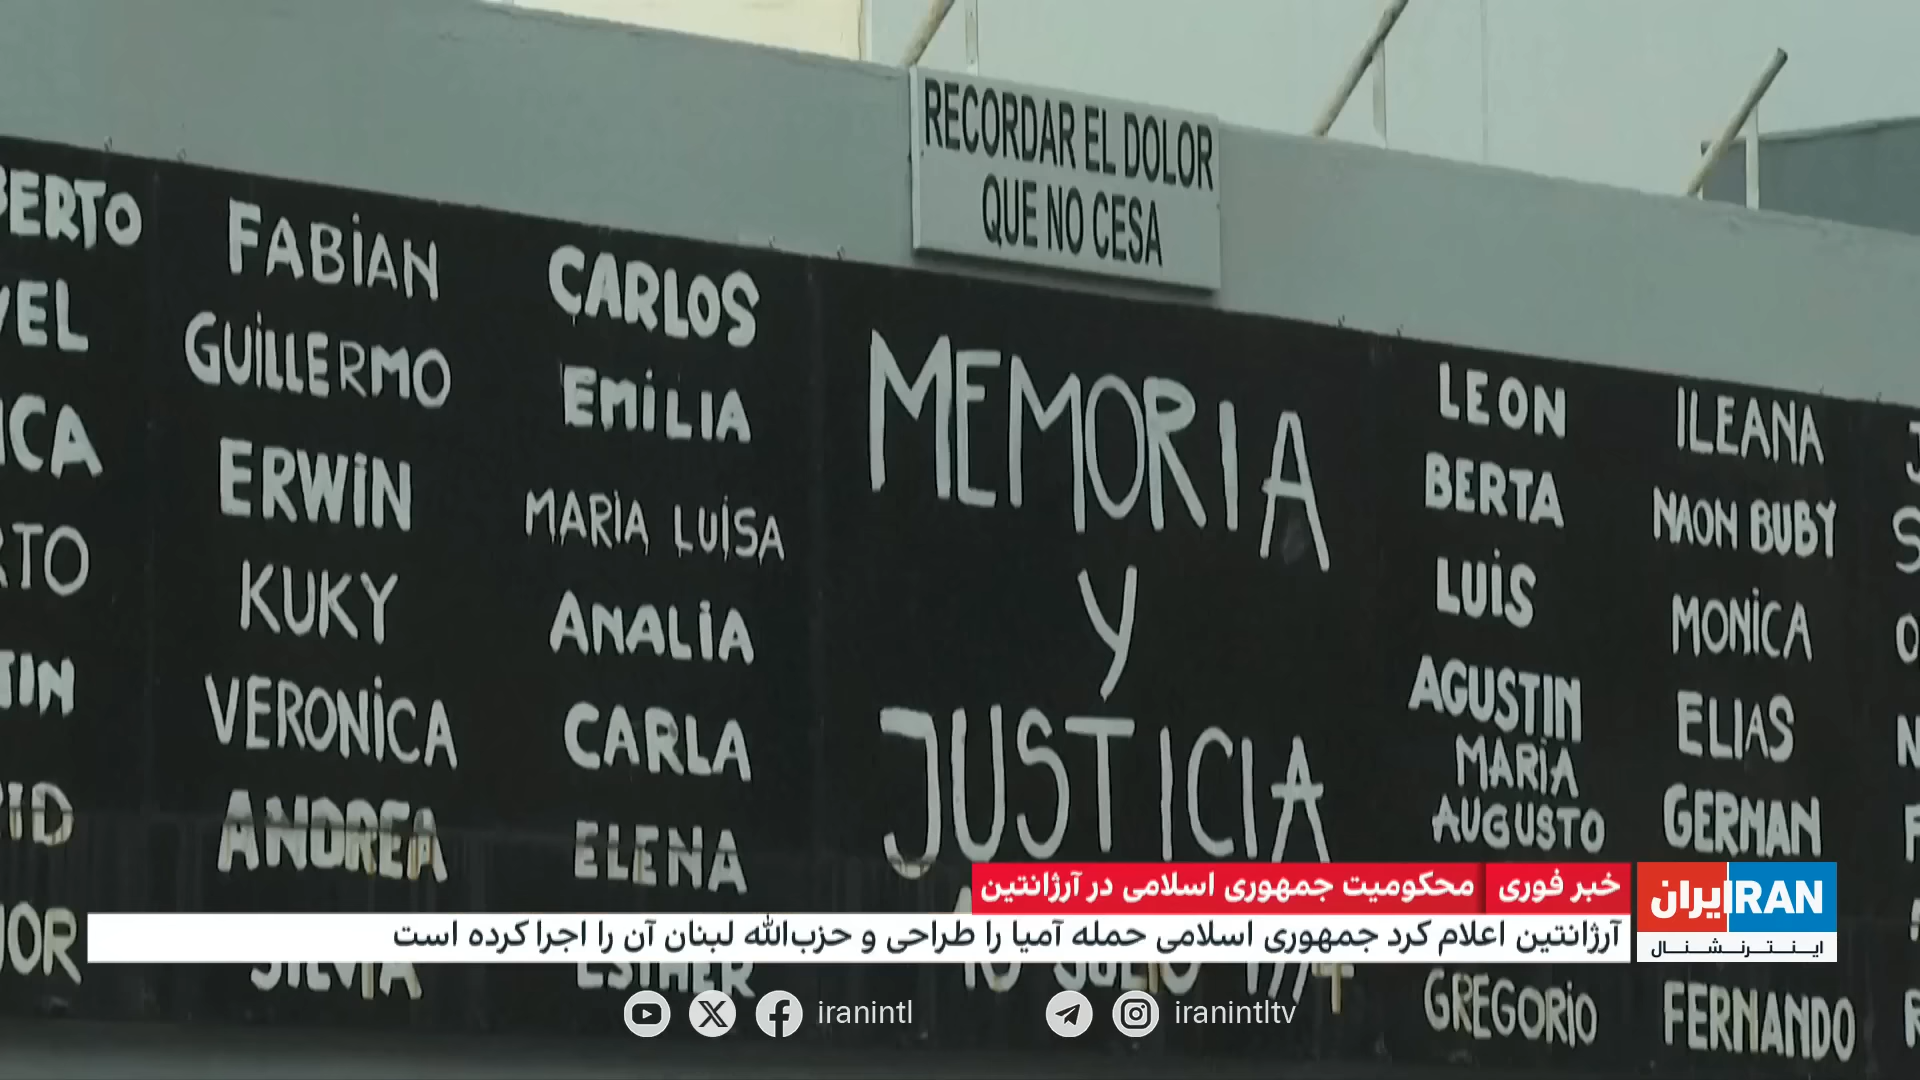 RECORDAR EL DOLOR
QUE NO CESA
FABIAN
GUILLERMO
ERWIN
KUKY
VERONICA
ANDREA
SILVIA
CARLOS
EMILIA
MARIA LUISA
ANALIA
CARLA
ELENA
ESTHER
MEMORIA
Y
JUSTICIA
LEON
BERTA
LUIS
AGUSTIN
MARIA
AUGUSTO
GREGORIO
ILEANA
NAON BUBY
MONICA
ELIAS
GERMAN
FERNANDO
خبر فوری محکومیت جمهوری اسلامی در آرژانتین
آرژانتین اعلام کرد جمهوری اسلامی حمله آمیا را طراحی و حزب‌الله لبنان آن را اجرا کرده است
ایران IRAN
اینترنشنال
iranintl
iranintltv